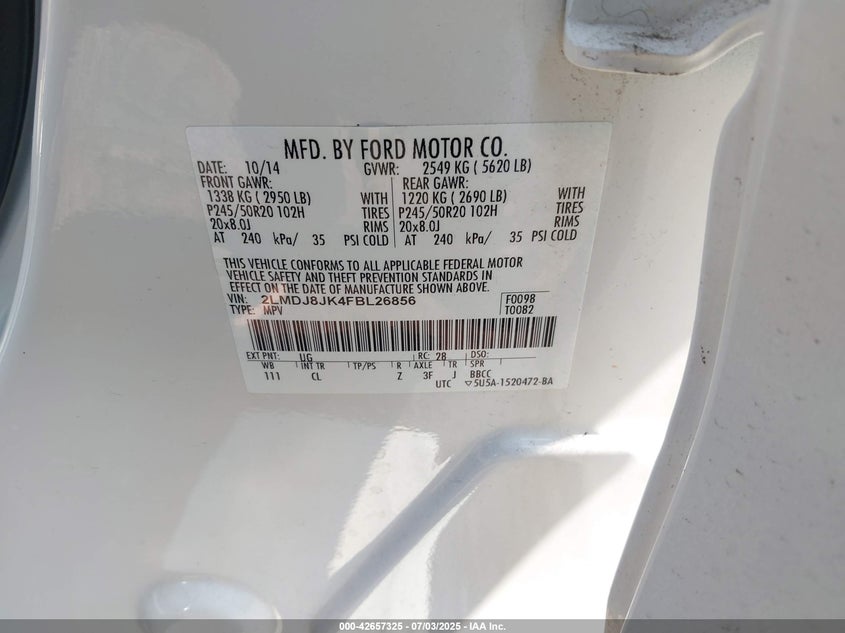 MFD. BY FORD MOTOR CO.
DATE: 10/14 GVWR: 2549 KG ( 5620 LB)
FRONT GAWR: REAR GAWR:
1338 KG ( 2950 LB) WITH 1220 KG ( 2690 LB) WITH
P245/50R20 102H TIRES P245/50R20 102H TIRES
20x8.0J RIMS 20x8.0J RIMS
AT 240 kPa/ 35 PSI COLD AT 240 kPa/ 35 PSI COLD
THIS VEHICLE CONFORMS TO ALL APPLICABLE FEDERAL MOTOR
VEHICLE SAFETY AND THEFT PREVENTION STANDARDS IN
EFFECT ON THE DATE OF MANUFACTURE SHOWN ABOVE.
VIN: 2LMDJ8JK4FBL26856 F0098
TYPE: MPV T0082
EXT PNT: UG RC: 28 DSO:
WB INT TR TP/PS R AXLE TR SPR
111 CL Z 3F J BBCC
UTC ▽5U5A-1520472-BA
000-42657325 - 07/03/2025 - IAA Inc.